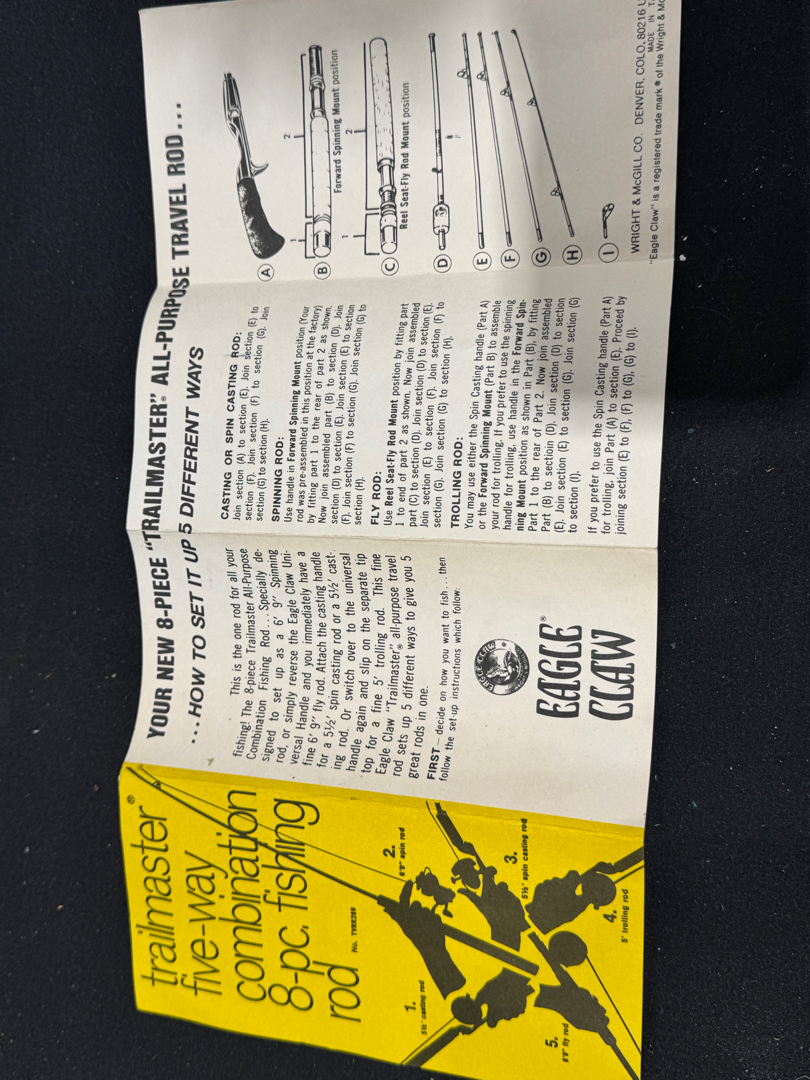 trailmaster®
five-way
combination
8-pc. fishing
rod
No. TVRR289
1.
5½' casting rod
2.
6'9" spin rod
3.
5½' spin casting rod
4.
5' trolling rod
5.
6'9" fly rod
YOUR NEW 8-PIECE "TRAILMASTER"® ALL-PURPOSE TRAVEL ROD...
...HOW TO SET IT UP 5 DIFFERENT WAYS
This is the one rod for all your
fishing! The 8-piece Trailmaster All-Purpose
Combination Fishing Rod... Specially de-
signed to set up as a 6' 9" Spinning
rod, or simply reverse the Eagle Claw Uni-
versal Handle and you immediately have a
fine 6' 9" fly rod. Attach the casting handle
for a 5½' spin casting rod or a 5½' cast-
ing rod. Or switch over to the universal
handle again and slip on the separate tip
top for a fine 5' trolling rod. This fine
Eagle Claw "Trailmaster"® all-purpose travel
rod sets up 5 different ways to give you 5
great rods in one.
FIRST – decide on how you want to fish... then
follow the set-up instructions which follow:
EAGLE CLAW
EAGLE®
CLAW
CASTING OR SPIN CASTING ROD:
Join section (A) to section (E). Join section (E) to
section (F). Join section (F) to section (G). Join
section (G) to section (H).
SPINNING ROD:
Use handle in Forward Spinning Mount position (Your
rod was pre-assembled in this position at the factory)
by fitting part 1 to the rear of part 2 as shown.
Now join assembled part (B) to section (D). Join
section (D) to section (E). Join section (E) to section
(F). Join section (F) to section (G). Join section (G) to
section (H).
FLY ROD:
Use Reel Seat-Fly Rod Mount position by fitting part
1 to end of part 2 as shown. Now join assembled
part (C) to section (D). Join section (D) to section (E).
Join section (E) to section (F). Join section (F) to
section (G). Join section (G) to section (H).
TROLLING ROD:
You may use either the Spin Casting handle (Part A)
or the Forward Spinning Mount (Part B) to assemble
your rod for trolling. If you prefer to use the spinning
handle for trolling, use handle in the Forward Spin-
ning Mount position as shown in Part (B), by fitting
Part 1 to the rear of Part 2. Now join assembled
Part (B) to sectioin (D). Join section (D) to section
(E). Join section (E) to section (G). Join section (G)
to section (I).
If you prefer to use the Spin Casting handle (Part A)
for trolling, join Part (A) to section (E). Proceed by
joining section (E) to (F), (F) to (G), (G) to (I).
A
1
2
B
Forward Spinning Mount position
1
2
C
Reel Seat-Fly Rod Mount position
D
E
F
G
H
I
WRIGHT & McGILL CO. DENVER, COLO. 80216 U
MADE IN
"Eagle Claw" is a registered trade mark ® of the Wright & Mc